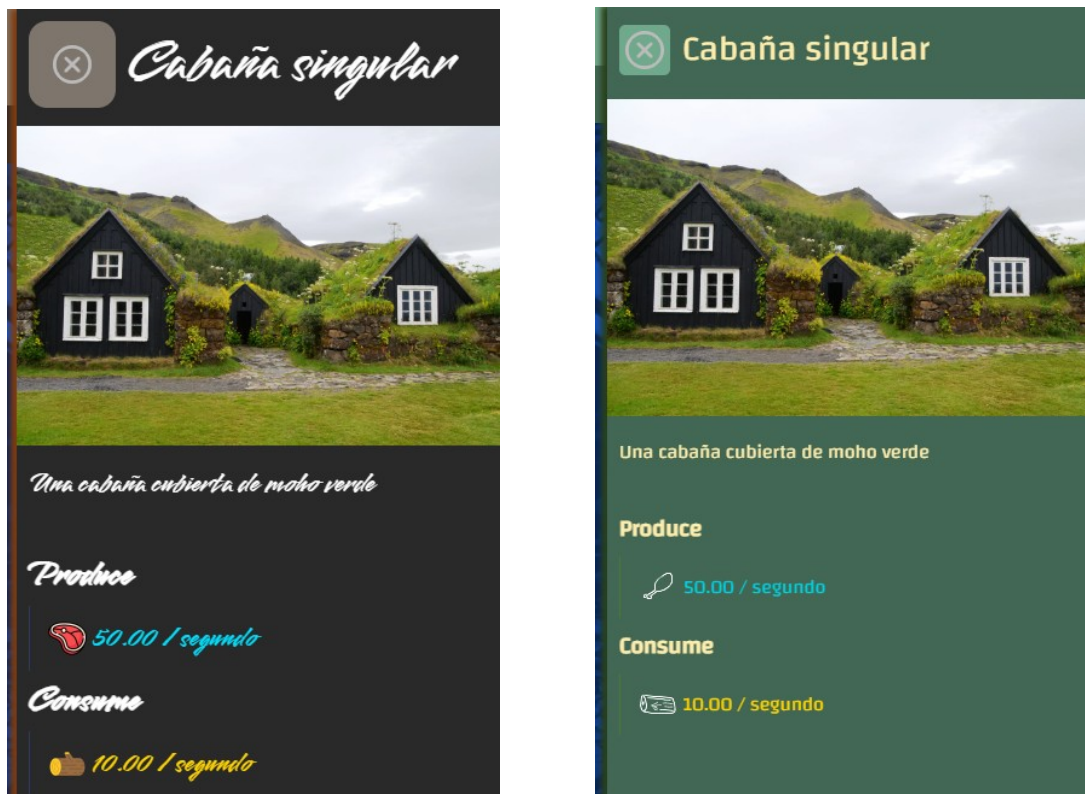 Cabaña singular
Una cabaña cubierta de moho verde
Produce
50.00 / segundo
Consume
10.00 / segundo
Cabaña singular
Una cabaña cubierta de moho verde
Produce
50.00 / segundo
Consume
10.00 / segundo